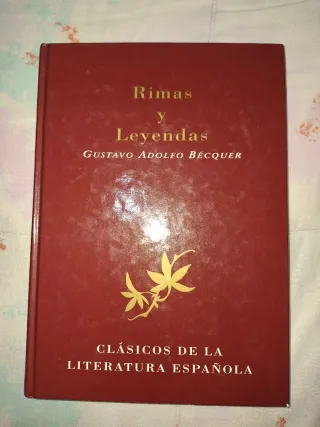 Rimas
y
Leyendas
Gustavo Adolfo Bécquer
CLÁSICOS DE LA
LITERATURA ESPAÑOLA